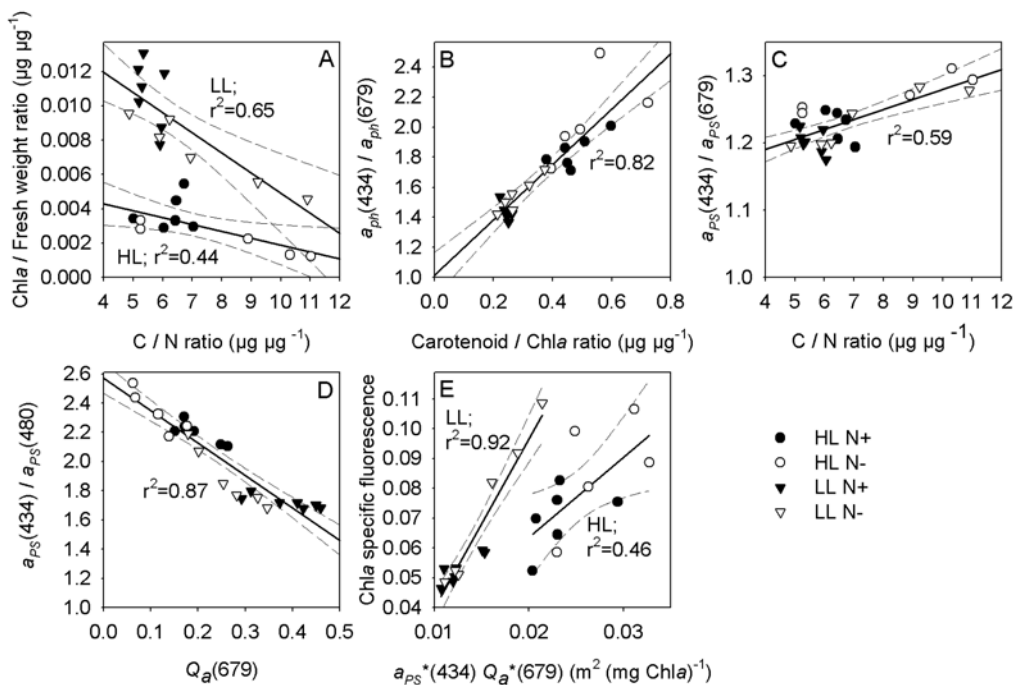 A
Chla / Fresh weight ratio (µg µg⁻¹)
0.012
0.010
0.008
0.006
0.004
0.002
0.000
LL;
r²=0.65
HL; r²=0.44
4 5 6 7 8 9 10 11 12
C / N ratio (µg µg⁻¹)
B
aph(434) / aph(679)
2.4
2.2
2.0
1.8
1.6
1.4
1.2
1.0
r²=0.82
0.0 0.2 0.4 0.6 0.8
Carotenoid / Chla ratio (µg µg⁻¹)
C
aPS(434) / aPS(679)
1.3
1.2
1.1
1.0
r²=0.59
4 5 6 7 8 9 10 11 12
C / N ratio (µg µg⁻¹)
D
aPS(434) / aPS(480)
2.6
2.4
2.2
2.0
1.8
1.6
1.4
1.2
1.0
r²=0.87
0.0 0.1 0.2 0.3 0.4 0.5
Qa(679)
E
Chla specific fluorescence
0.11
0.10
0.09
0.08
0.07
0.06
0.05
0.04
LL;
r²=0.92
HL;
r²=0.46
0.01 0.02 0.03
aPS*(434) Qa*(679) (m² (mg Chla)⁻¹)
HL N+
HL N-
LL N+
LL N-